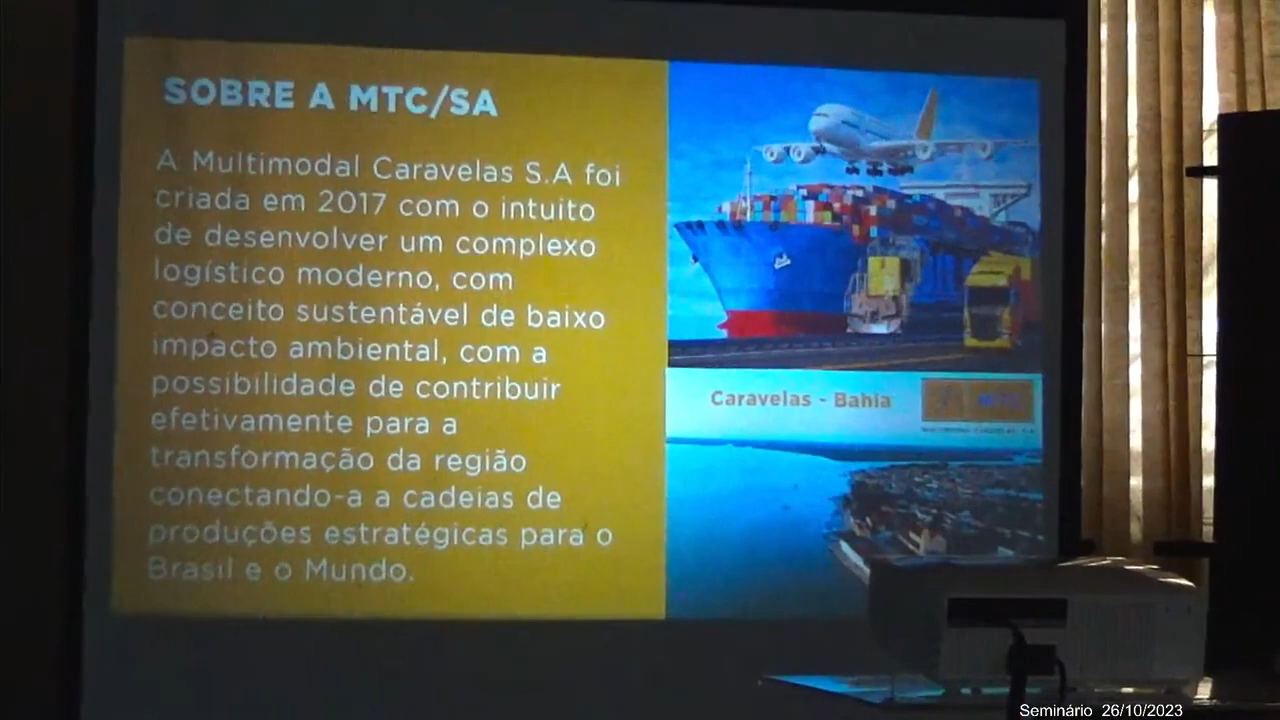 SOBRE A MTC/SA
A Multimodal Caravelas S.A foi
criada em 2017 com o intuito
de desenvolver um complexo
logístico moderno, com
conceito sustentável de baixo
impacto ambiental, com a
possibilidade de contribuir
efetivamente para a
transformação da região
conectando-a a cadeias de
produções estratégicas para o
Brasil e o Mundo.
Caravelas - Bahia
Seminário 26/10/2023